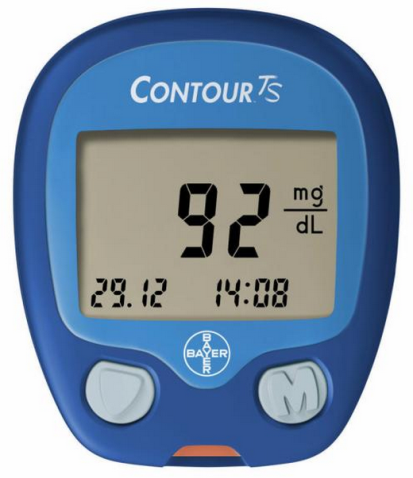 CONTOUR TS
92 mg/dL
29.12 14:08
BAYER
BAYER
M